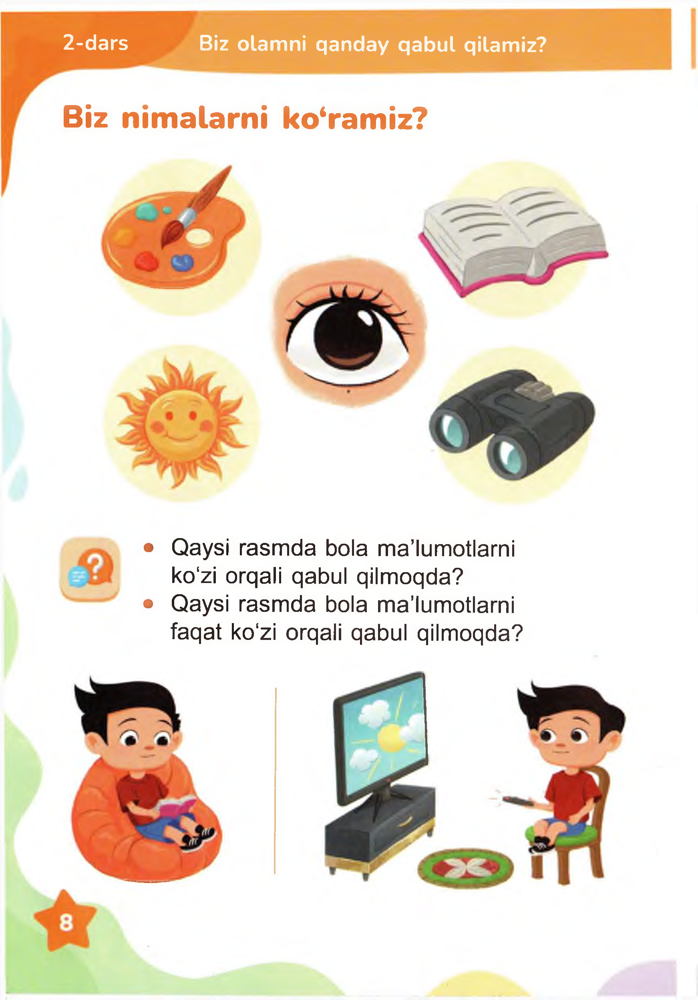 2-dars
Biz olamni qanday qabul qilamiz?
Biz nimalarni ko‘ramiz?
• Qaysi rasmda bola ma’lumotlarni
ko‘zi orqali qabul qilmoqda?
• Qaysi rasmda bola ma’lumotlarni
faqat ko‘zi orqali qabul qilmoqda?
8